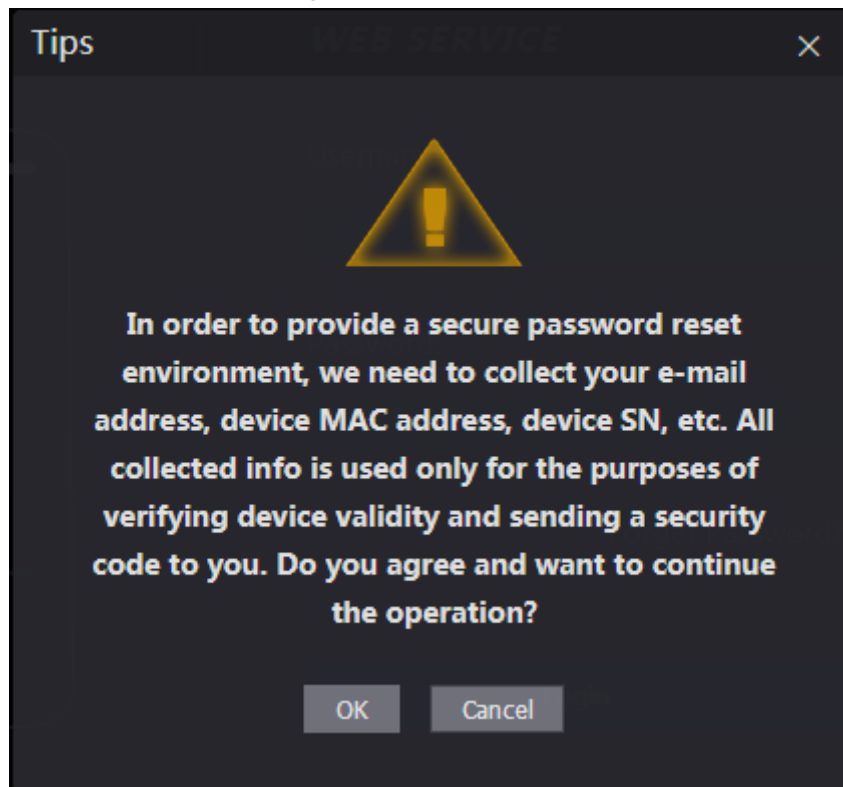 Tips
WEB SERVICE
In order to provide a secure password reset
environment, we need to collect your e-mail
address, device MAC address, device SN, etc. All
collected info is used only for the purposes of
verifying device validity and sending a security
code to you. Do you agree and want to continue
the operation?
OK
Cancel